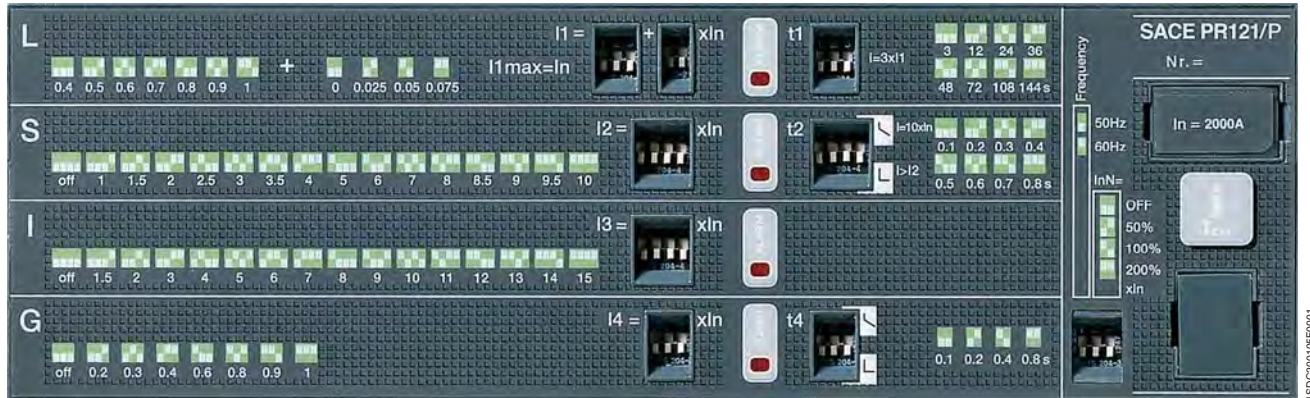 L
I1 = + xIn
I1max=In
0.4 0.5 0.6 0.7 0.8 0.9 1 + 0 0.025 0.05 0.075
t1
I=3xI1
3 12 24 36
48 72 108 144 s
S
I2 = xIn
off 1 1.5 2 2.5 3 3.5 4 5 6 7 8 8.5 9 9.5 10
t2
I=10xIn
I>I2
0.1 0.2 0.3 0.4
0.5 0.6 0.7 0.8 s
204-4
204-4
I
I3 = xIn
off 1.5 2 3 4 5 6 7 8 9 10 11 12 13 14 15
204-4
G
I4 = xIn
off 0.2 0.3 0.4 0.6 0.8 0.9 1
t4
0.1 0.2 0.4 0.8 s
Frequency
50Hz
60Hz
InN=
OFF
50%
100%
200%
xIn
SACE PR121/P
Nr. =
In = 2000A
Test